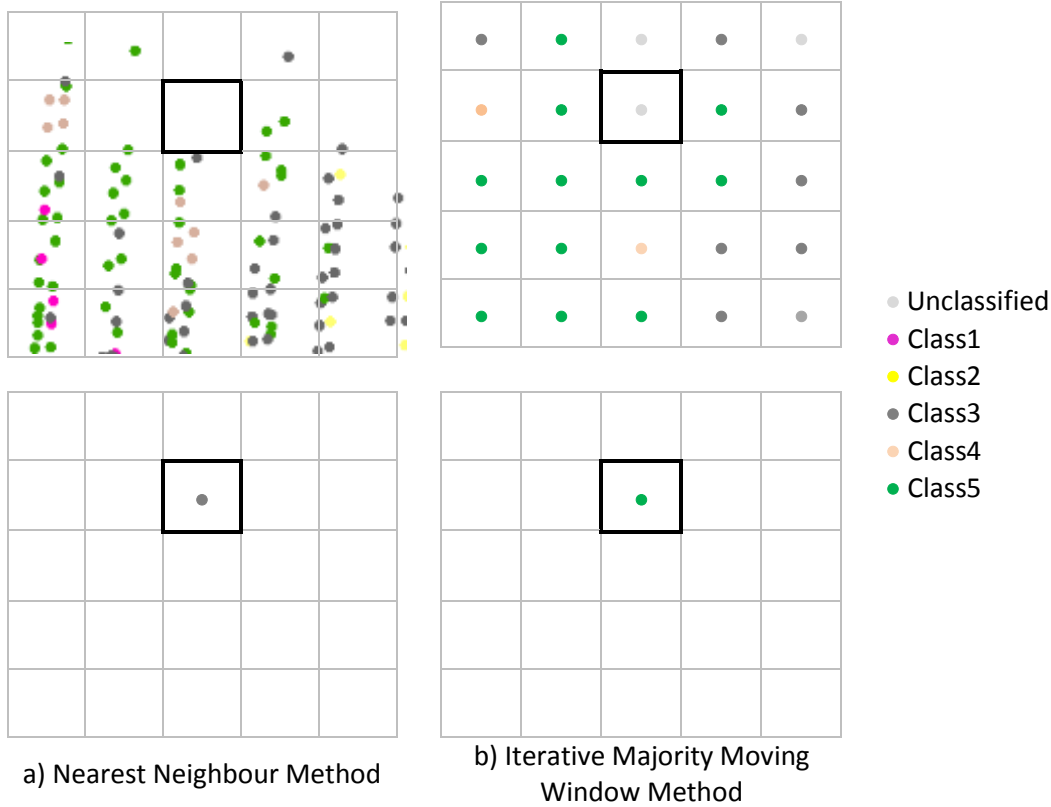 Unclassified
Class1
Class2
Class3
Class4
Class5
a) Nearest Neighbour Method
b) Iterative Majority Moving
Window Method